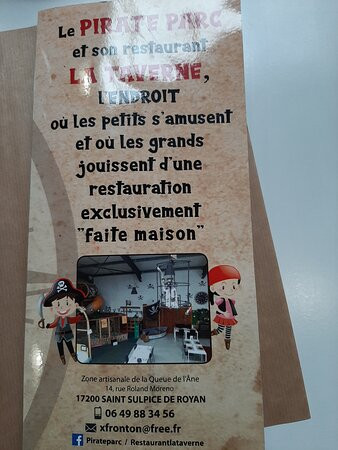 Le PIRATE PARC
et son restaurant
LA TAVERNE,
L'ENDROIT
où les petits s'amusent
et où les grands
jouissent d'une
restauration
exclusivement
"faite maison"
Zone artisanale de la Queue de l'Âne
14, rue Roland Moreno
17200 SAINT SULPICE DE ROYAN
06 49 88 34 56
xfronton@free.fr
f Pirateparc / Restaurantlataverne